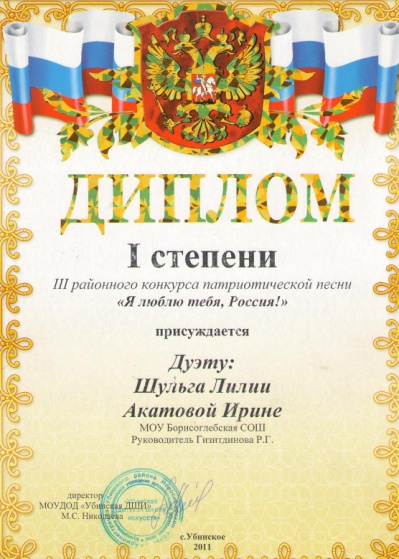 ДИПЛОМ
I степени
III районного конкурса патриотической песни
«Я люблю тебя, Россия!»
присуждается
Дуэту:
Шульга Лилии
Акатовой Ирине
МОУ Борисоглебская СОШ
Руководитель Гизитдинова Р.Г.
директор
МОУДОД «Убинская ДШИ»
М.С. Николаева
искусств
с.Убинское
2011